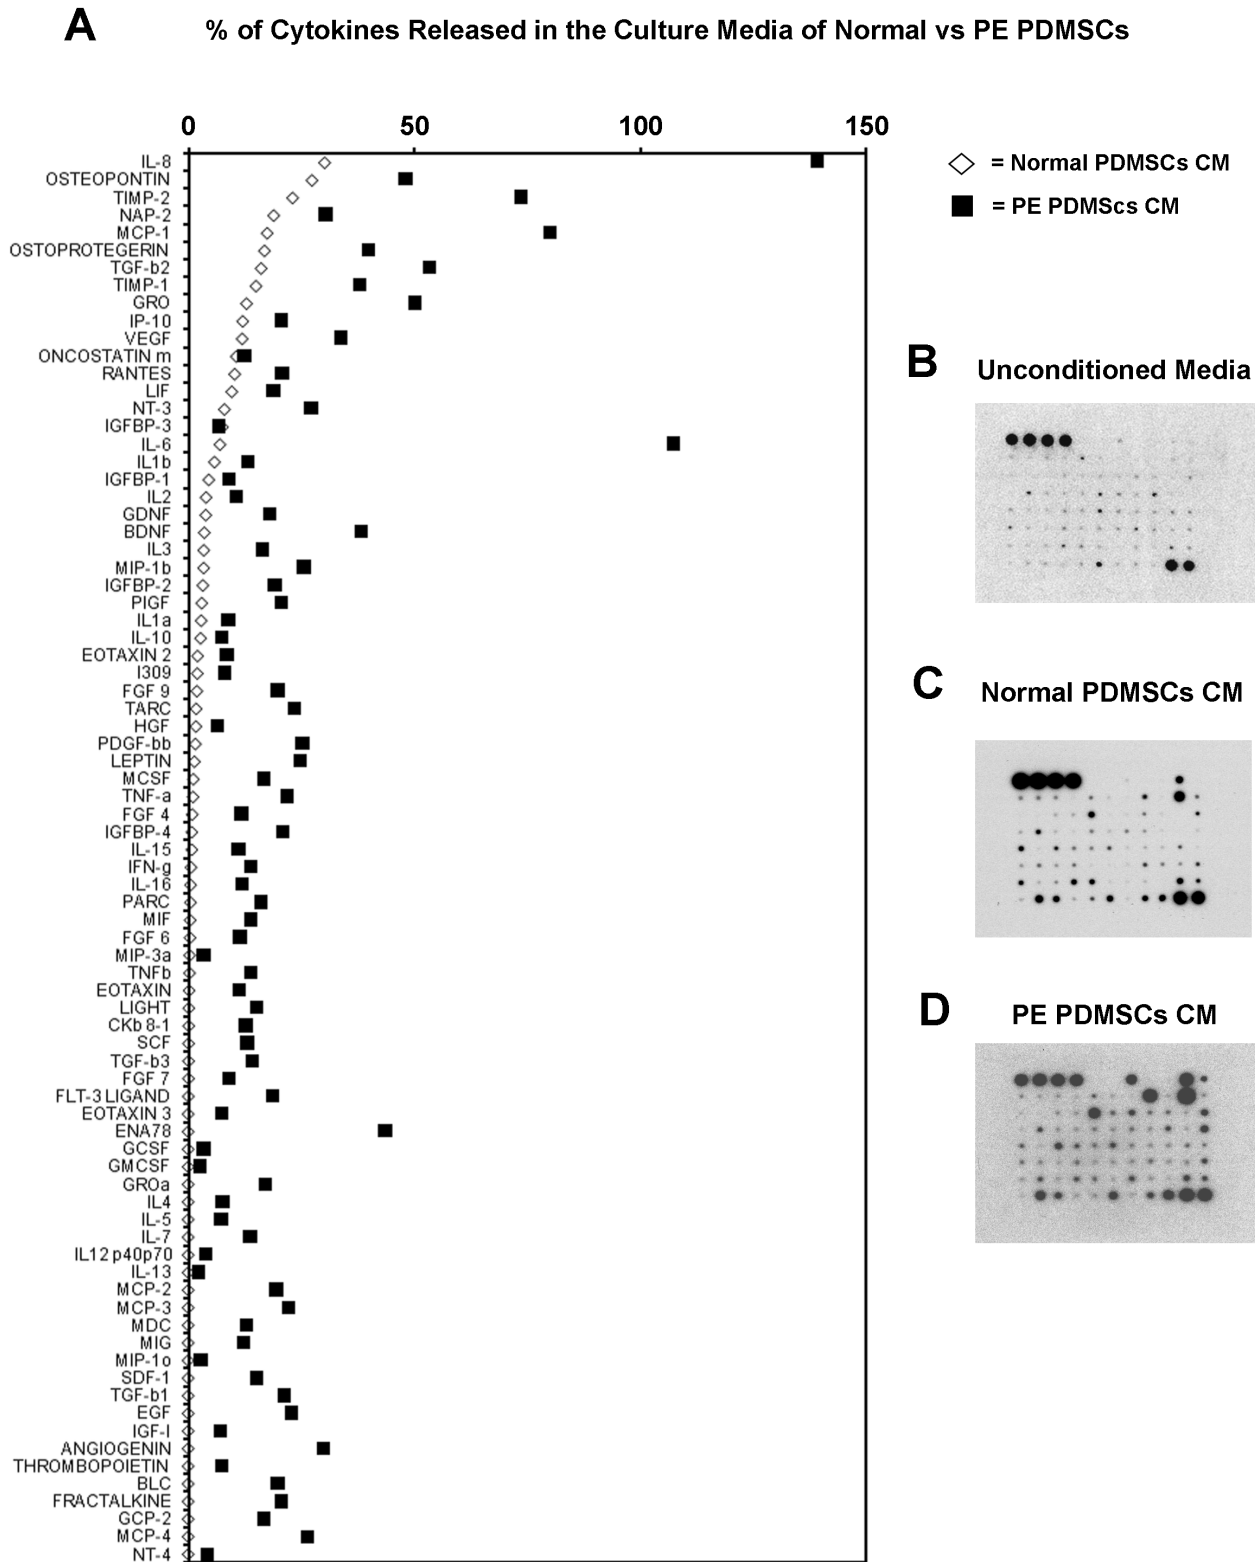 A
% of Cytokines Released in the Culture Media of Normal vs PE PDMSCs
0 50 100 150
IL-8
OSTEOPONTIN
TIMP-2
NAP-2
MCP-1
OSTOPROTEGERIN
TGF-b2
TIMP-1
GRO
IP-10
VEGF
ONCOSTATIN m
RANTES
LIF
NT-3
IGFBP-3
IL-6
IL1b
IGFBP-1
IL2
GDNF
BDNF
IL3
MIP-1b
IGFBP-2
PIGF
IL1a
IL-10
EOTAXIN 2
I309
FGF 9
TARC
HGF
PDGF-bb
LEPTIN
MCSF
TNF-a
FGF 4
IGFBP-4
IL-15
IFN-g
IL-16
PARC
MIF
FGF 6
MIP-3a
TNFb
EOTAXIN
LIGHT
CKb 8-1
SCF
TGF-b3
FGF 7
FLT-3 LIGAND
EOTAXIN 3
ENA78
GCSF
GMCSF
GROa
IL4
IL-5
IL-7
IL12 p40p70
IL-13
MCP-2
MCP-3
MDC
MIG
MIP-1o
SDF-1
TGF-b1
EGF
IGF-I
ANGIOGENIN
THROMBOPOIETIN
BLC
FRACTALKINE
GCP-2
MCP-4
NT-4
= Normal PDMSCs CM
= PE PDMScs CM
B
Unconditioned Media
C
Normal PDMSCs CM
D
PE PDMSCs CM